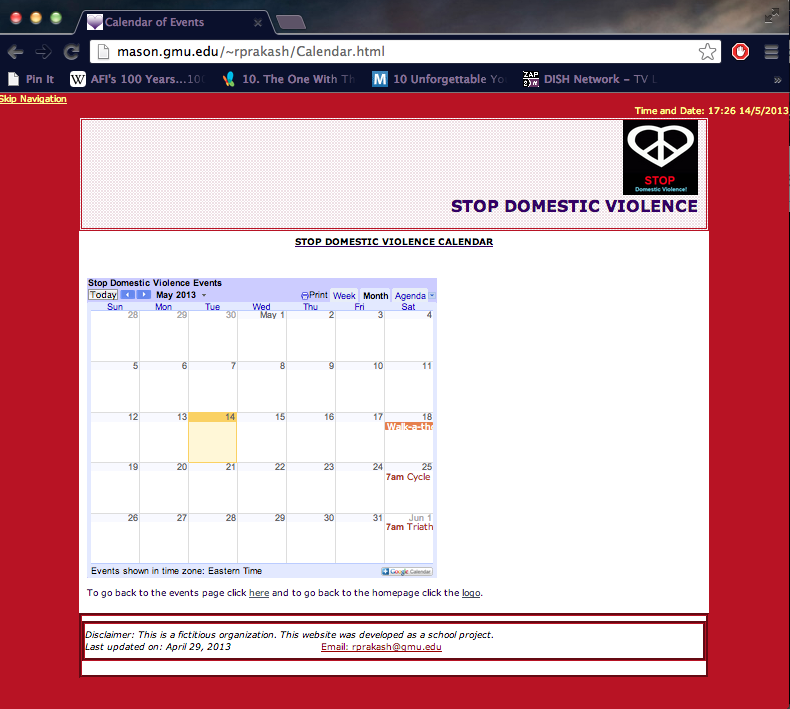 Calendar of Events
mason.gmu.edu/~rprakash/Calendar.html
Pin It W AFI's 100 Years...10 10. The One With Th M 10 Unforgettable Yo ZAP 2it DISH Network – TV L »
Skip Navigation
Time and Date: 17:26 14/5/2013
STOP
Domestic Violence!
STOP DOMESTIC VIOLENCE
STOP DOMESTIC VIOLENCE CALENDAR
Stop Domestic Violence Events
Today May 2013 Print Week Month Agenda
Sun Mon Tue Wed Thu Fri Sat
28 29 30 May 1 2 3 4
5 6 7 8 9 10 11
12 13 14 15 16 17 18
Walk-a-th
19 20 21 22 23 24 25
7am Cycle
26 27 28 29 30 31 Jun 1
7am Triath
Events shown in time zone: Eastern Time Google Calendar
To go back to the events page click here and to go back to the homepage click the logo.
Disclaimer: This is a fictitious organization. This website was developed as a school project.
Last updated on: April 29, 2013 Email: rprakash@gmu.edu